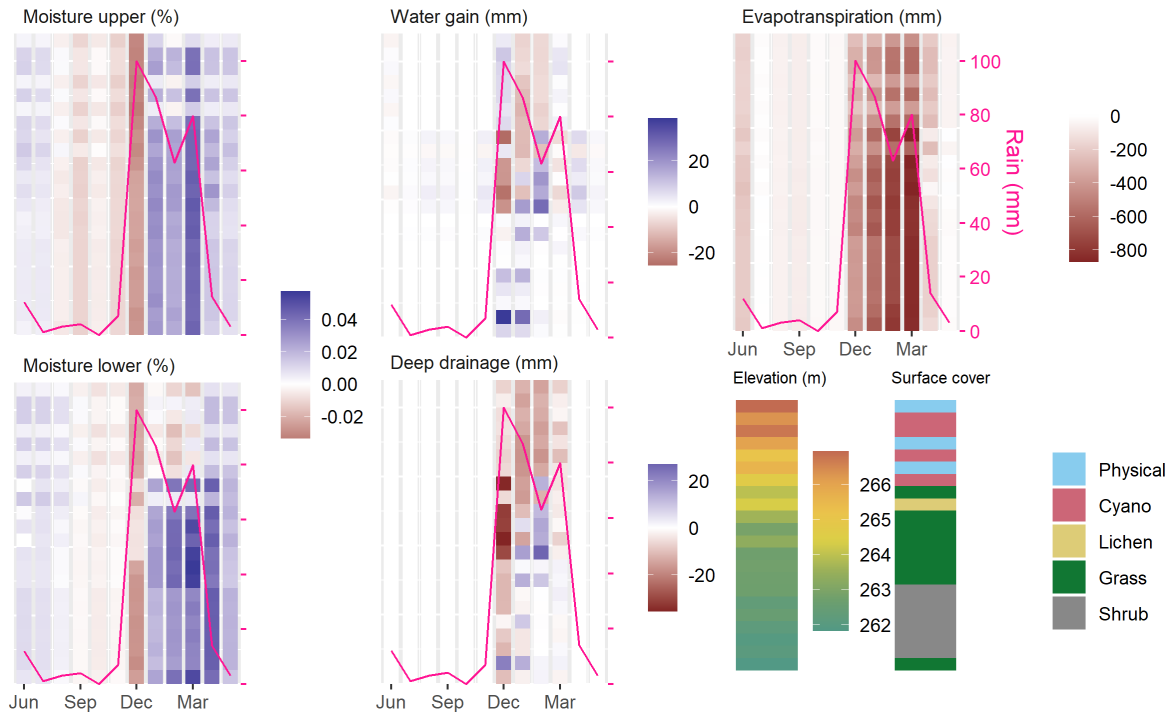 Moisture upper (%)
Water gain (mm)
Evapotranspiration (mm)
100
80
60
40
20
0
Rain (mm)
Jun Sep Dec Mar
0
-200
-400
-600
-800
20
0
-20
0.04
0.02
0.00
-0.02
Moisture lower (%)
Deep drainage (mm)
Jun Sep Dec Mar
Jun Sep Dec Mar
20
0
-20
Elevation (m)
Surface cover
266
265
264
263
262
Physical
Cyano
Lichen
Grass
Shrub